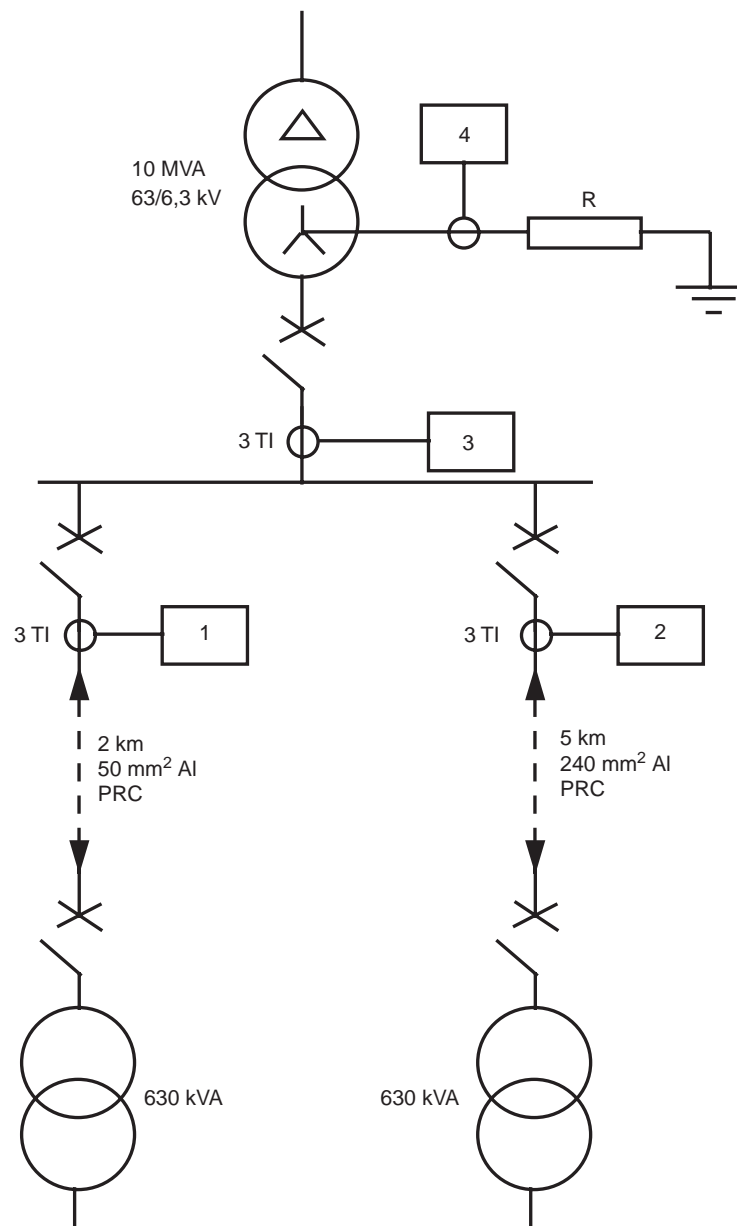 4
10 MVA
63/6,3 kV
R
3 TI
3
3 TI
1
3 TI
2
2 km
50 mm² Al
PRC
5 km
240 mm² Al
PRC
630 kVA
630 kVA